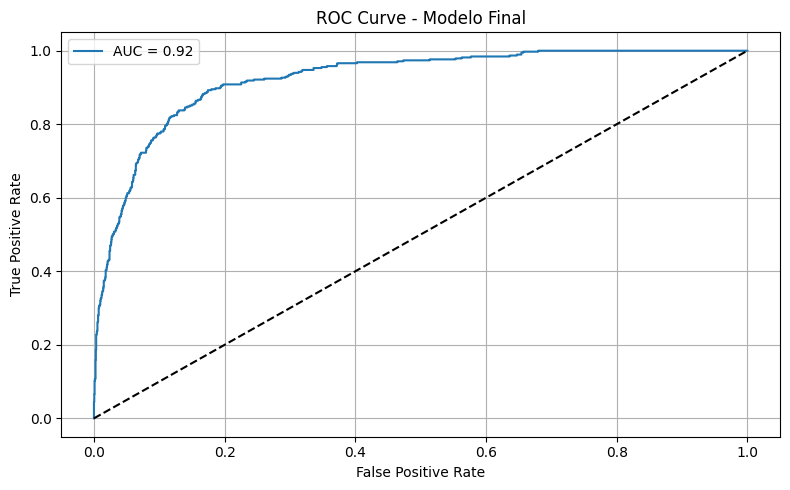 ROC Curve - Modelo Final
AUC = 0.92
True Positive Rate
1.0
0.8
0.6
0.4
0.2
0.0
0.0 0.2 0.4 0.6 0.8 1.0
False Positive Rate